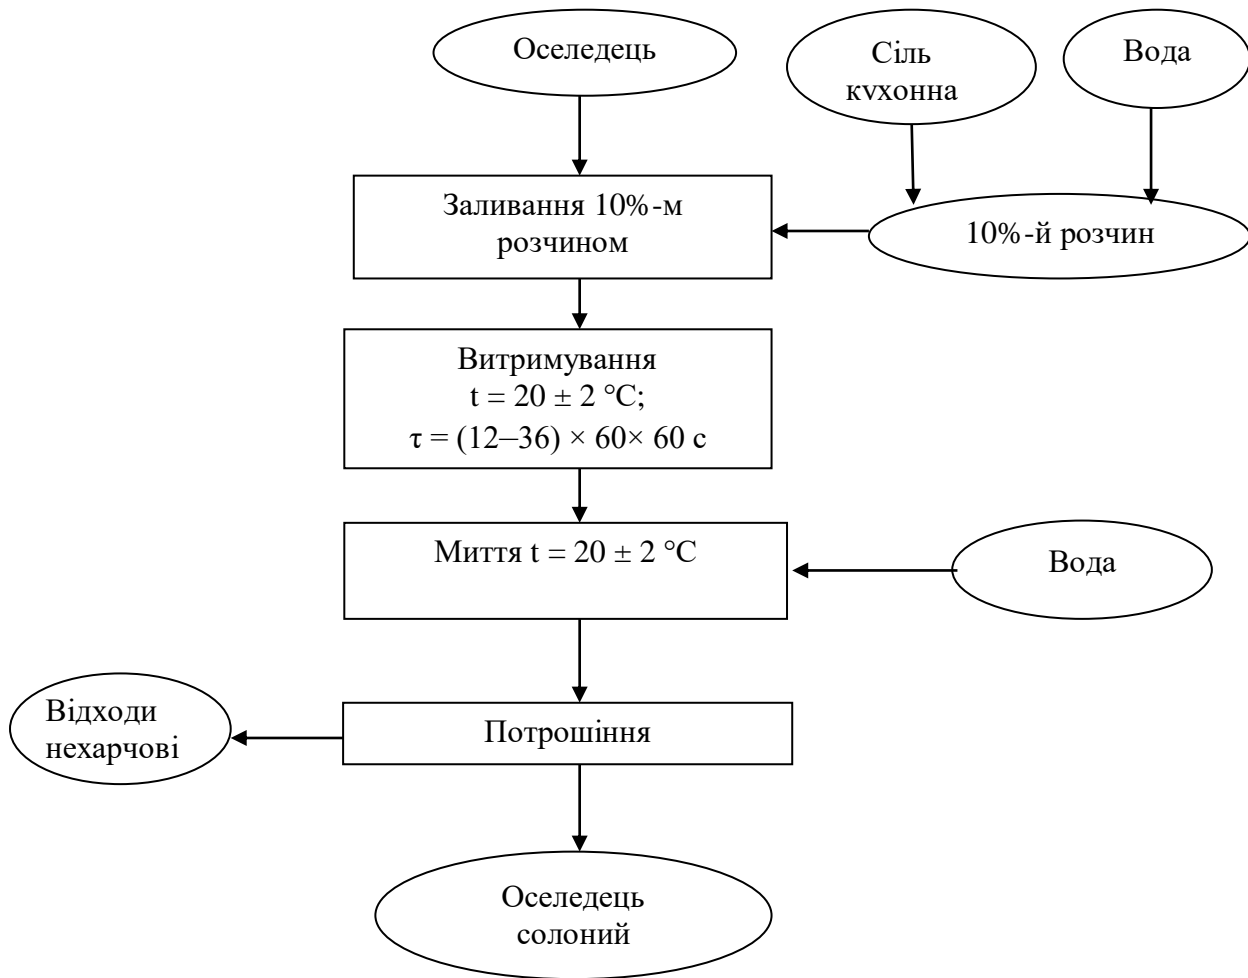 Оселедець
Сіль
кухонна
Вода
Заливання 10%-м
розчином
10%-й розчин
Витримування
t = 20 ± 2 °С;
τ = (12–36) × 60× 60 с
Миття t = 20 ± 2 °С
Вода
Відходи
нехарчові
Потрошіння
Оселедець
солоний